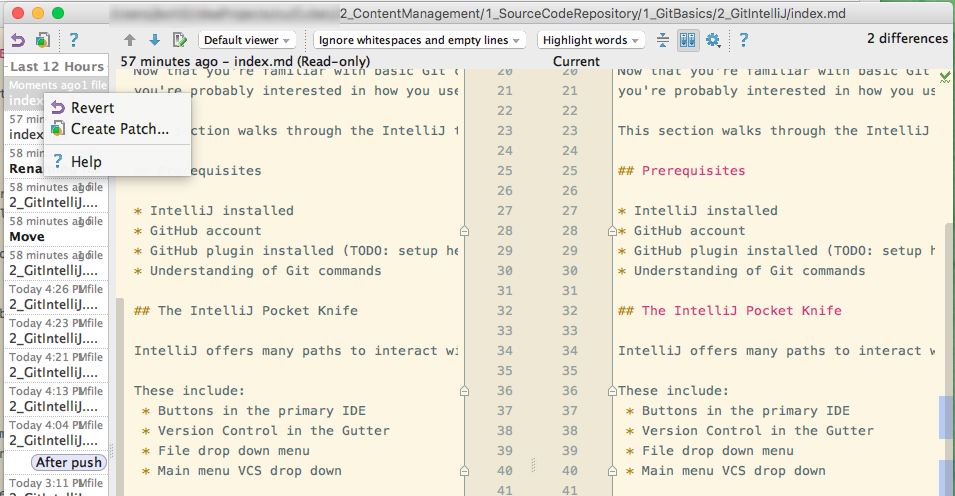 2_ContentManagement/1_SourceCodeRepository/1_GitBasics/2_GitIntelliJ/index.md
? Default viewer Ignore whitespaces and empty lines Highlight words ? 2 differences
57 minutes ago – index.md (Read-only) Current
Last 12 Hours
Moments ago 1 file
index
57 min
index
58 min
Rena
58 minutes ago 1 file
2_GitIntelliJ....
58 minutes ago 1 file
Move
58 minutes ago 1 file
2_GitIntelliJ....
Today 4:26 PM 1 file
2_GitIntelliJ....
Today 4:23 PM 1 file
2_GitIntelliJ....
Today 4:21 PM 1 file
2_GitIntelliJ....
Today 4:13 PM 1 file
2_GitIntelliJ....
Today 4:04 PM 1 file
2_GitIntelliJ....
After push
Today 3:11 PM 1 file
Revert
Create Patch...
? Help
Now that you're familiar with basic Git
you're probably interested in how you use
section walks through the IntelliJ t
requisites
* IntelliJ installed
* GitHub account
* GitHub plugin installed (TODO: setup he
* Understanding of Git commands
## The IntelliJ Pocket Knife
IntelliJ offers many paths to interact wi
These include:
* Buttons in the primary IDE
* Version Control in the Gutter
* File drop down menu
* Main menu VCS drop down
20 20
21 21
22 22
23 23
24 24
25 25
26 26
27 27
28 28
29 29
30 30
31 31
32 32
33 33
34 34
35 35
36 36
37 37
38 38
39 39
40 40
41 41
Now that you're familiar with basic Git
you're probably interested in how you use
This section walks through the IntelliJ
## Prerequisites
* IntelliJ installed
* GitHub account
* GitHub plugin installed (TODO: setup h
* Understanding of Git commands
## The IntelliJ Pocket Knife
IntelliJ offers many paths to interact w
These include:
* Buttons in the primary IDE
* Version Control in the Gutter
* File drop down menu
* Main menu VCS drop down